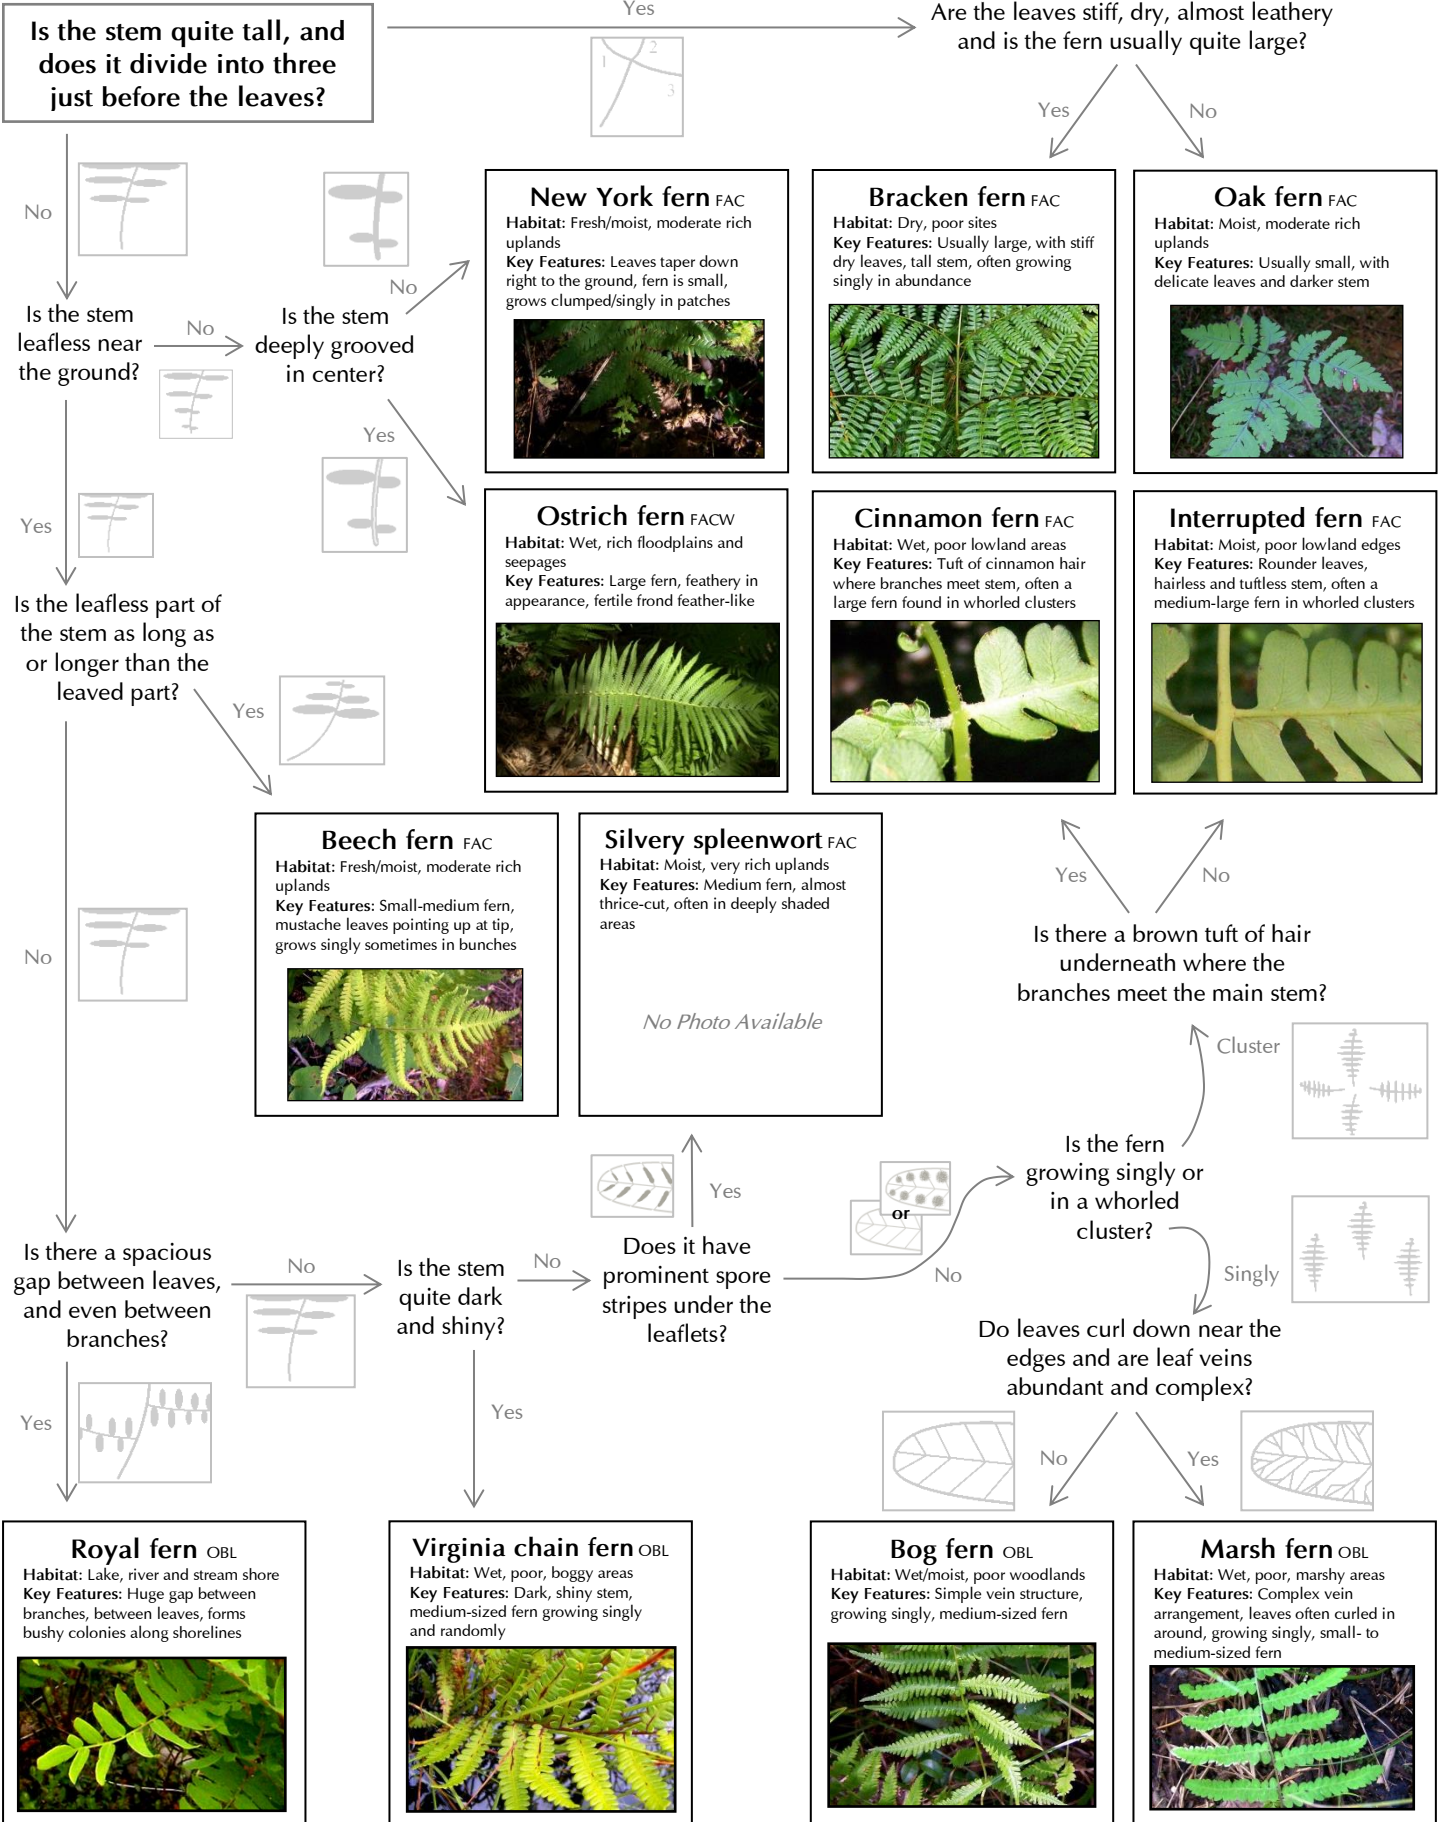 Is the stem quite tall, and
does it divide into three
just before the leaves?
Yes
1
2
3
Are the leaves stiff, dry, almost leathery
and is the fern usually quite large?
Yes
No
No
Is the stem
leafless near
the ground?
No
Is the stem
deeply grooved
in center?
No
Yes
New York fern FAC
Habitat: Fresh/moist, moderate rich
uplands
Key Features: Leaves taper down
right to the ground, fern is small,
grows clumped/singly in patches
Bracken fern FAC
Habitat: Dry, poor sites
Key Features: Usually large, with stiff
dry leaves, tall stem, often growing
singly in abundance
Oak fern FAC
Habitat: Moist, moderate rich
uplands
Key Features: Usually small, with
delicate leaves and darker stem
Yes
Ostrich fern FACW
Habitat: Wet, rich floodplains and
seepages
Key Features: Large fern, feathery in
appearance, fertile frond feather-like
Cinnamon fern FAC
Habitat: Wet, poor lowland areas
Key Features: Tuft of cinnamon hair
where branches meet stem, often a
large fern found in whorled clusters
Interrupted fern FAC
Habitat: Moist, poor lowland edges
Key Features: Rounder leaves,
hairless and tuftless stem, often a
medium-large fern in whorled clusters
Is the leafless part of
the stem as long as
or longer than the
leaved part?
Yes
Beech fern FAC
Habitat: Fresh/moist, moderate rich
uplands
Key Features: Small-medium fern,
mustache leaves pointing up at tip,
grows singly sometimes in bunches
Silvery spleenwort FAC
Habitat: Moist, very rich uplands
Key Features: Medium fern, almost
thrice-cut, often in deeply shaded
areas
No Photo Available
Yes
No
Is there a brown tuft of hair
underneath where the
branches meet the main stem?
No
Cluster
Is the fern
growing singly or
in a whorled
cluster?
Singly
Yes
or
No
Is there a spacious
gap between leaves,
and even between
branches?
No
Is the stem
quite dark
and shiny?
No
Does it have
prominent spore
stripes under the
leaflets?
Do leaves curl down near the
edges and are leaf veins
abundant and complex?
Yes
Yes
No
Yes
Royal fern OBL
Habitat: Lake, river and stream shore
Key Features: Huge gap between
branches, between leaves, forms
bushy colonies along shorelines
Virginia chain fern OBL
Habitat: Wet, poor, boggy areas
Key Features: Dark, shiny stem,
medium-sized fern growing singly
and randomly
Bog fern OBL
Habitat: Wet/moist, poor woodlands
Key Features: Simple vein structure,
growing singly, medium-sized fern
Marsh fern OBL
Habitat: Wet, poor, marshy areas
Key Features: Complex vein
arrangement, leaves often curled in
around, growing singly, small- to
medium-sized fern